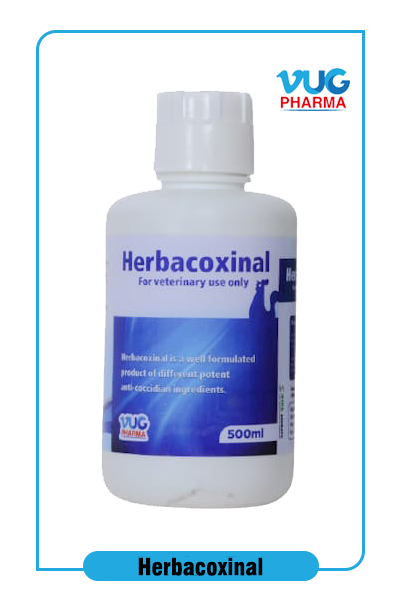 VUG
PHARMA
Herbacoxinal
For veterinary use only
Herbacoxinal is a well formulated
product of different potent
anti-coccidian ingredients.
VUG
PHARMA
500ml
Herbacoxinal